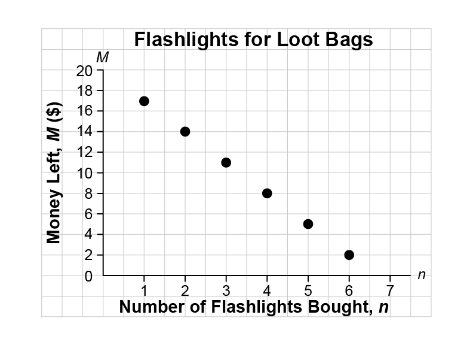 Flashlights for Loot Bags
M
20
18
16
14
12
10
8
6
4
2
0
Money Left, M ($)
1 2 3 4 5 6 7
n
Number of Flashlights Bought, n